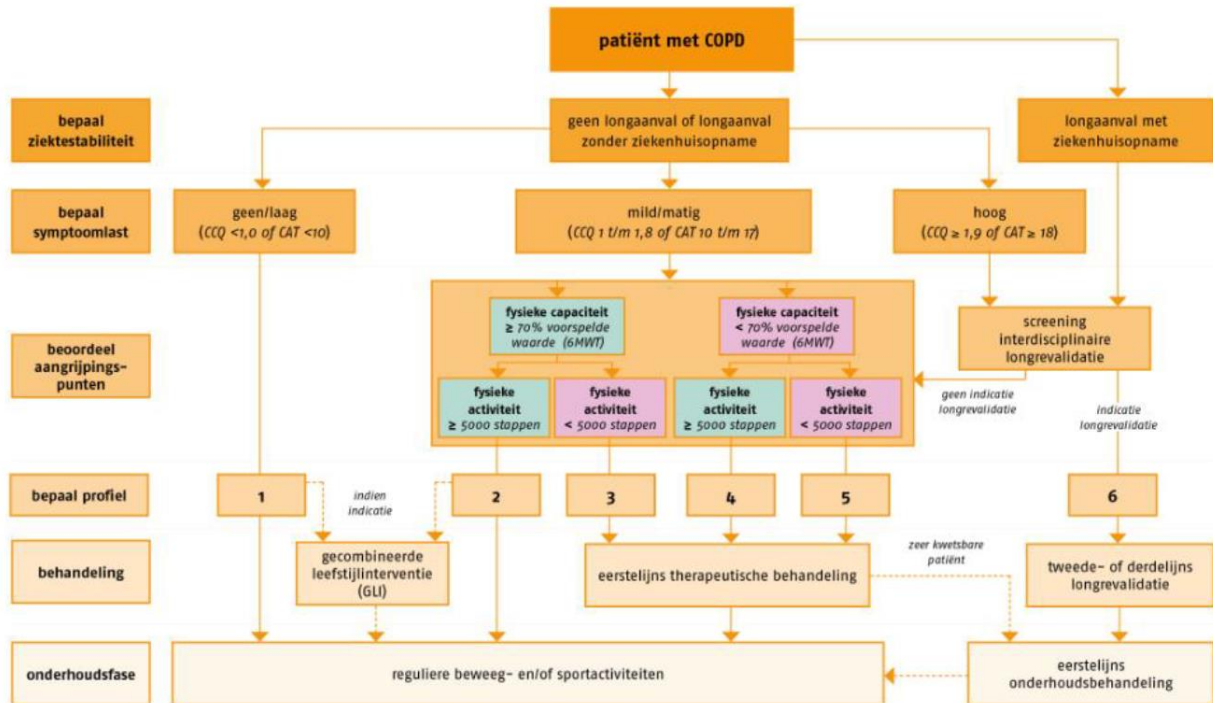 patiënt met COPD
bepaal
ziektestabiliteit
geen longaanval of longaanval
zonder ziekenhuisopname
longaanval met
ziekenhuisopname
bepaal
symptoomlast
geen/laag
(CCQ <1,0 of CAT <10)
mild/matig
(CCQ 1 t/m 1,8 of CAT 10 t/m 17)
hoog
(CCQ ≥ 1,9 of CAT ≥ 18)
beoordeel
aangrijpings-
punten
fysieke capaciteit
≥ 70% voorspelde
waarde (6MWT)
fysieke capaciteit
< 70% voorspelde
waarde (6MWT)
screening
interdisciplinaire
longrevalidatie
fysieke
activiteit
≥ 5000 stappen
fysieke
activiteit
< 5000 stappen
fysieke
activiteit
≥ 5000 stappen
fysieke
activiteit
< 5000 stappen
geen indicatie
longrevalidatie
indicatie
longrevalidatie
bepaal profiel
1
indien
indicatie
2
3
4
5
6
behandeling
gecombineerde
leefstijlinterventie
(GLI)
eerstelijns therapeutische behandeling
zeer kwetsbare
patiënt
tweede- of derdelijns
longrevalidatie
onderhoudsfase
reguliere beweeg- en/of sportactiviteiten
eerstelijns
onderhoudsbehandeling